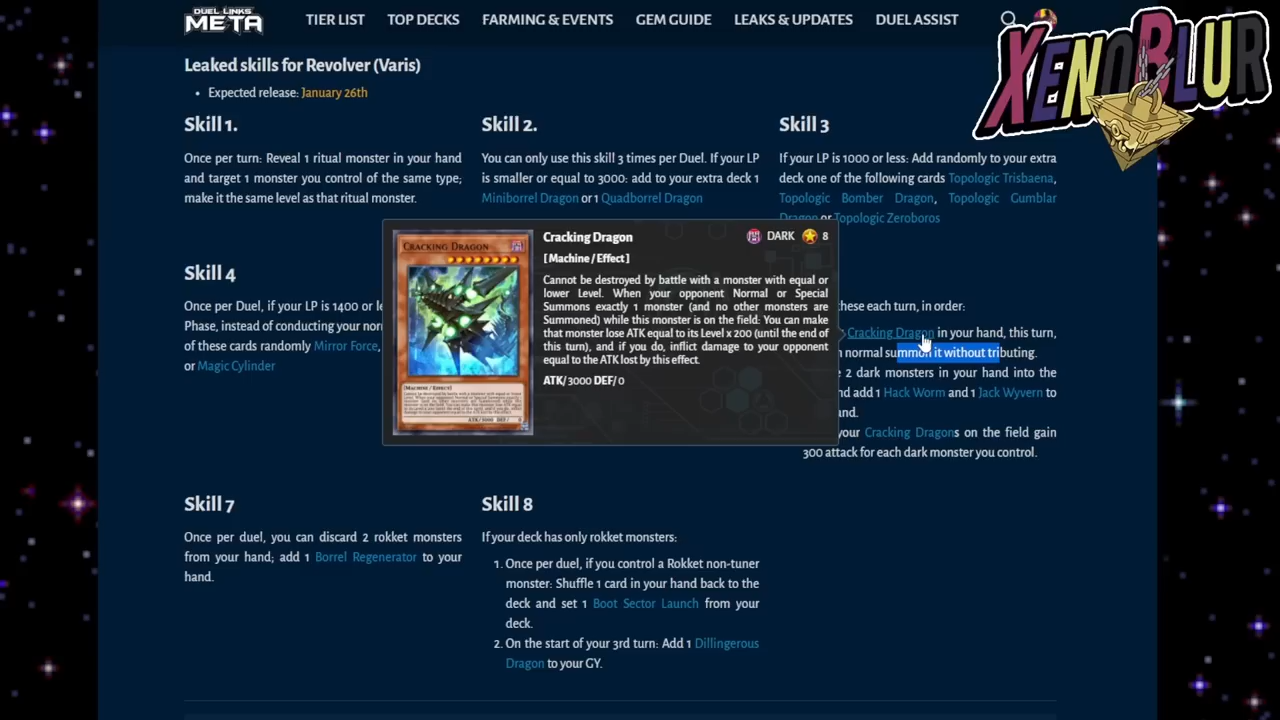 DUEL LINKS
META
TIER LIST
TOP DECKS
FARMING & EVENTS
GEM GUIDE
LEAKS & UPDATES
DUEL ASSIST
XENOBLUR
Leaked skills for Revolver (Varis)
• Expected release: January 26th
Skill 1.
Once per turn: Reveal 1 ritual monster in your hand
and target 1 monster you control of the same type;
make it the same level as that ritual monster.
Skill 2.
You can only use this skill 3 times per Duel. If your LP
is smaller or equal to 3000: add to your extra deck 1
Miniborrel Dragon or 1 Quadborrel Dragon
Skill 3
If your LP is 1000 or less: Add randomly to your extra
deck one of the following cards Topologic Trisbaena,
Topologic Bomber Dragon, Topologic Gumblar
Dragon or Topologic Zeroboros
Skill 4
Once per Duel, if your LP is 1400 or
Phase, instead of conducting your
of these cards randomly Mirror Force,
or Magic Cylinder
CRACKING DRAGON
[MACHINE/EFFECT]
ATK/3000 DEF/ 0
Cracking Dragon
DARK 8
[ Machine / Effect ]
Cannot be destroyed by battle with a monster with equal or
lower Level. When your opponent Normal or Special
Summons exactly 1 monster (and no other monsters are
Summoned) while this monster is on the field: You can make
that monster lose ATK equal to its Level x 200 (until the end of
this turn), and if you do, inflict damage to your opponent
equal to the ATK lost by this effect.
ATK/3000 DEF/ 0
these each turn, in order:
Cracking Dragon in your hand, this turn,
normal summon it without tributing.
2 dark monsters in your hand into the
add 1 Hack Worm and 1 Jack Wyvern to
your Cracking Dragons on the field gain
300 attack for each dark monster you control.
Skill 7
Once per duel, you can discard 2 rokket monsters
from your hand; add 1 Borrel Regenerator to your
hand.
Skill 8
If your deck has only rokket monsters:
1. Once per duel, if you control a Rokket non-tuner
monster: Shuffle 1 card in your hand back to the
deck and set 1 Boot Sector Launch from your
deck.
2. On the start of your 3rd turn: Add 1 Dillingerous
Dragon to your GY.